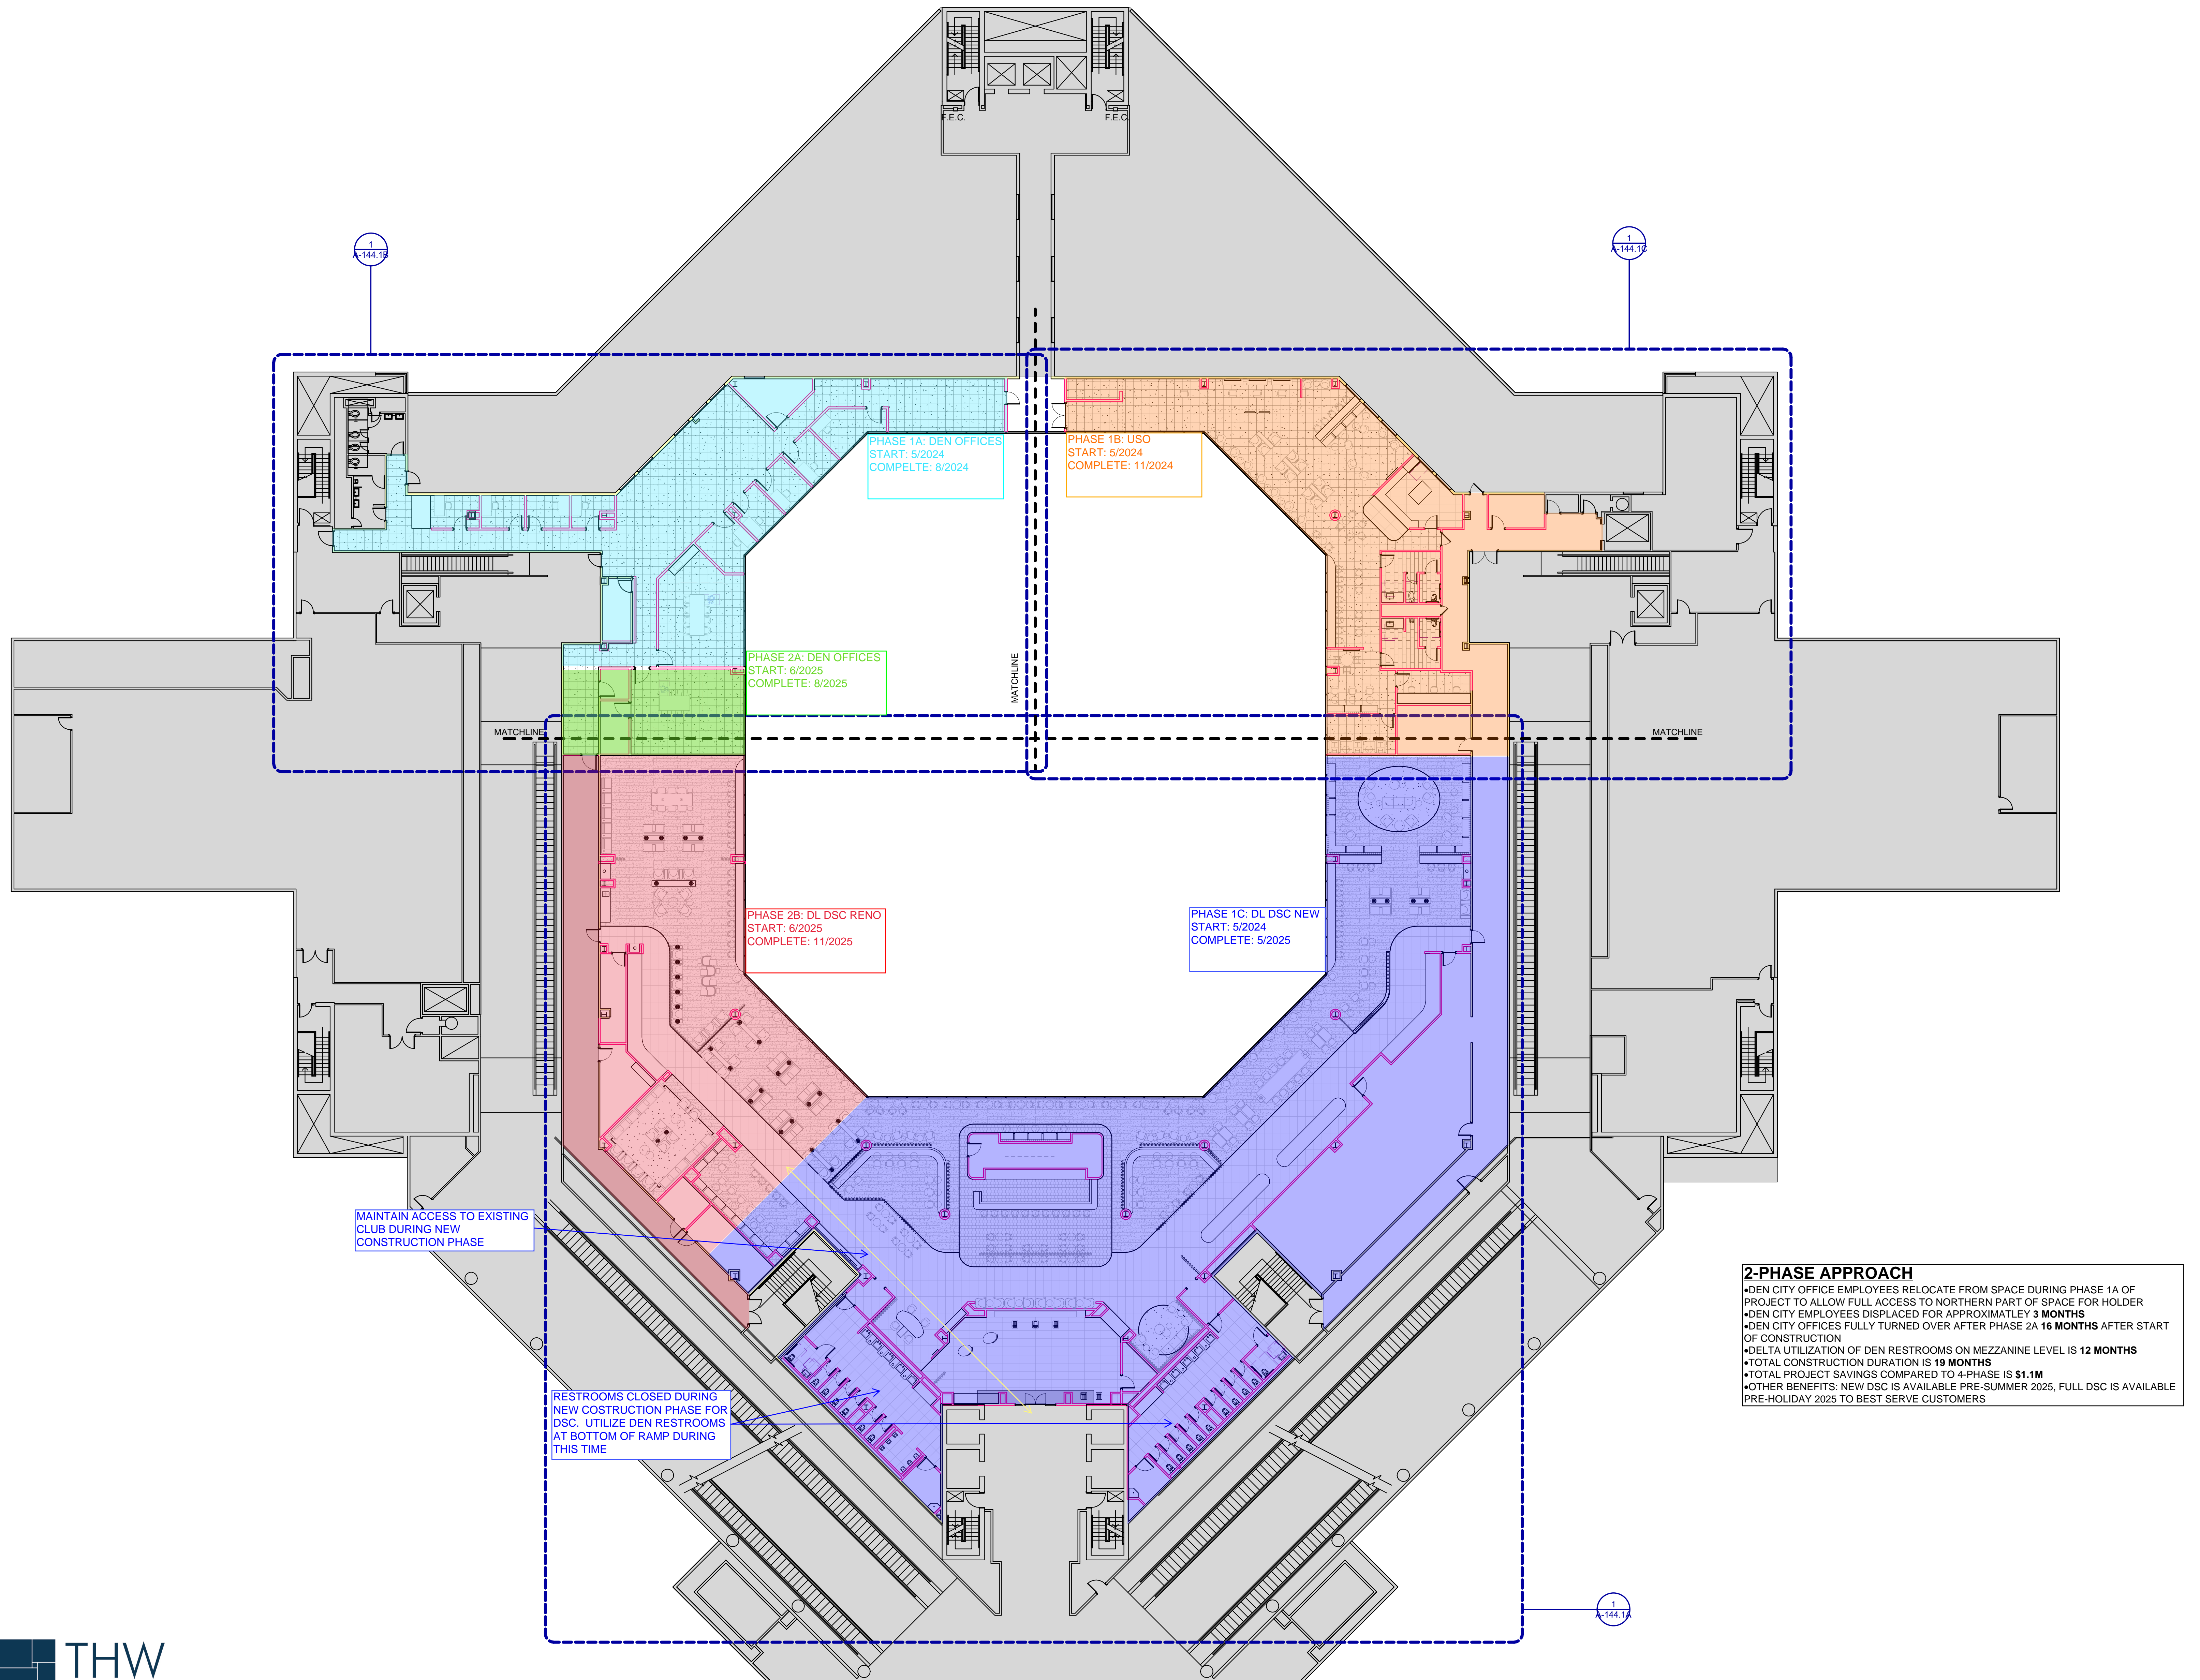 F.E.C.
F.E.C.
1
A-144.1B
1
A-144.1C
PHASE 1A: DEN OFFICES
START: 5/2024
COMPELTE: 8/2024
PHASE 1B: USO
START: 5/2024
COMPLETE: 11/2024
PHASE 2A: DEN OFFICES
START: 6/2025
COMPLETE: 8/2025
MATCHLINE
MATCHLINE
MATCHLINE
PHASE 2B: DL DSC RENO
START: 6/2025
COMPLETE: 11/2025
PHASE 1C: DL DSC NEW
START: 5/2024
COMPLETE: 5/2025
MAINTAIN ACCESS TO EXISTING
CLUB DURING NEW
CONSTRUCTION PHASE
RESTROOMS CLOSED DURING
NEW COSTRUCTION PHASE FOR
DSC. UTILIZE DEN RESTROOMS
AT BOTTOM OF RAMP DURING
THIS TIME
2-PHASE APPROACH
•DEN CITY OFFICE EMPLOYEES RELOCATE FROM SPACE DURING PHASE 1A OF
PROJECT TO ALLOW FULL ACCESS TO NORTHERN PART OF SPACE FOR HOLDER
•DEN CITY EMPLOYEES DISPLACED FOR APPROXIMATLEY 3 MONTHS
•DEN CITY OFFICES FULLY TURNED OVER AFTER PHASE 2A 16 MONTHS AFTER START
OF CONSTRUCTION
•DELTA UTILIZATION OF DEN RESTROOMS ON MEZZANINE LEVEL IS 12 MONTHS
•TOTAL CONSTRUCTION DURATION IS 19 MONTHS
•TOTAL PROJECT SAVINGS COMPARED TO 4-PHASE IS $1.1M
•OTHER BENEFITS: NEW DSC IS AVAILABLE PRE-SUMMER 2025, FULL DSC IS AVAILABLE
PRE-HOLIDAY 2025 TO BEST SERVE CUSTOMERS
1
A-144.1A
THW